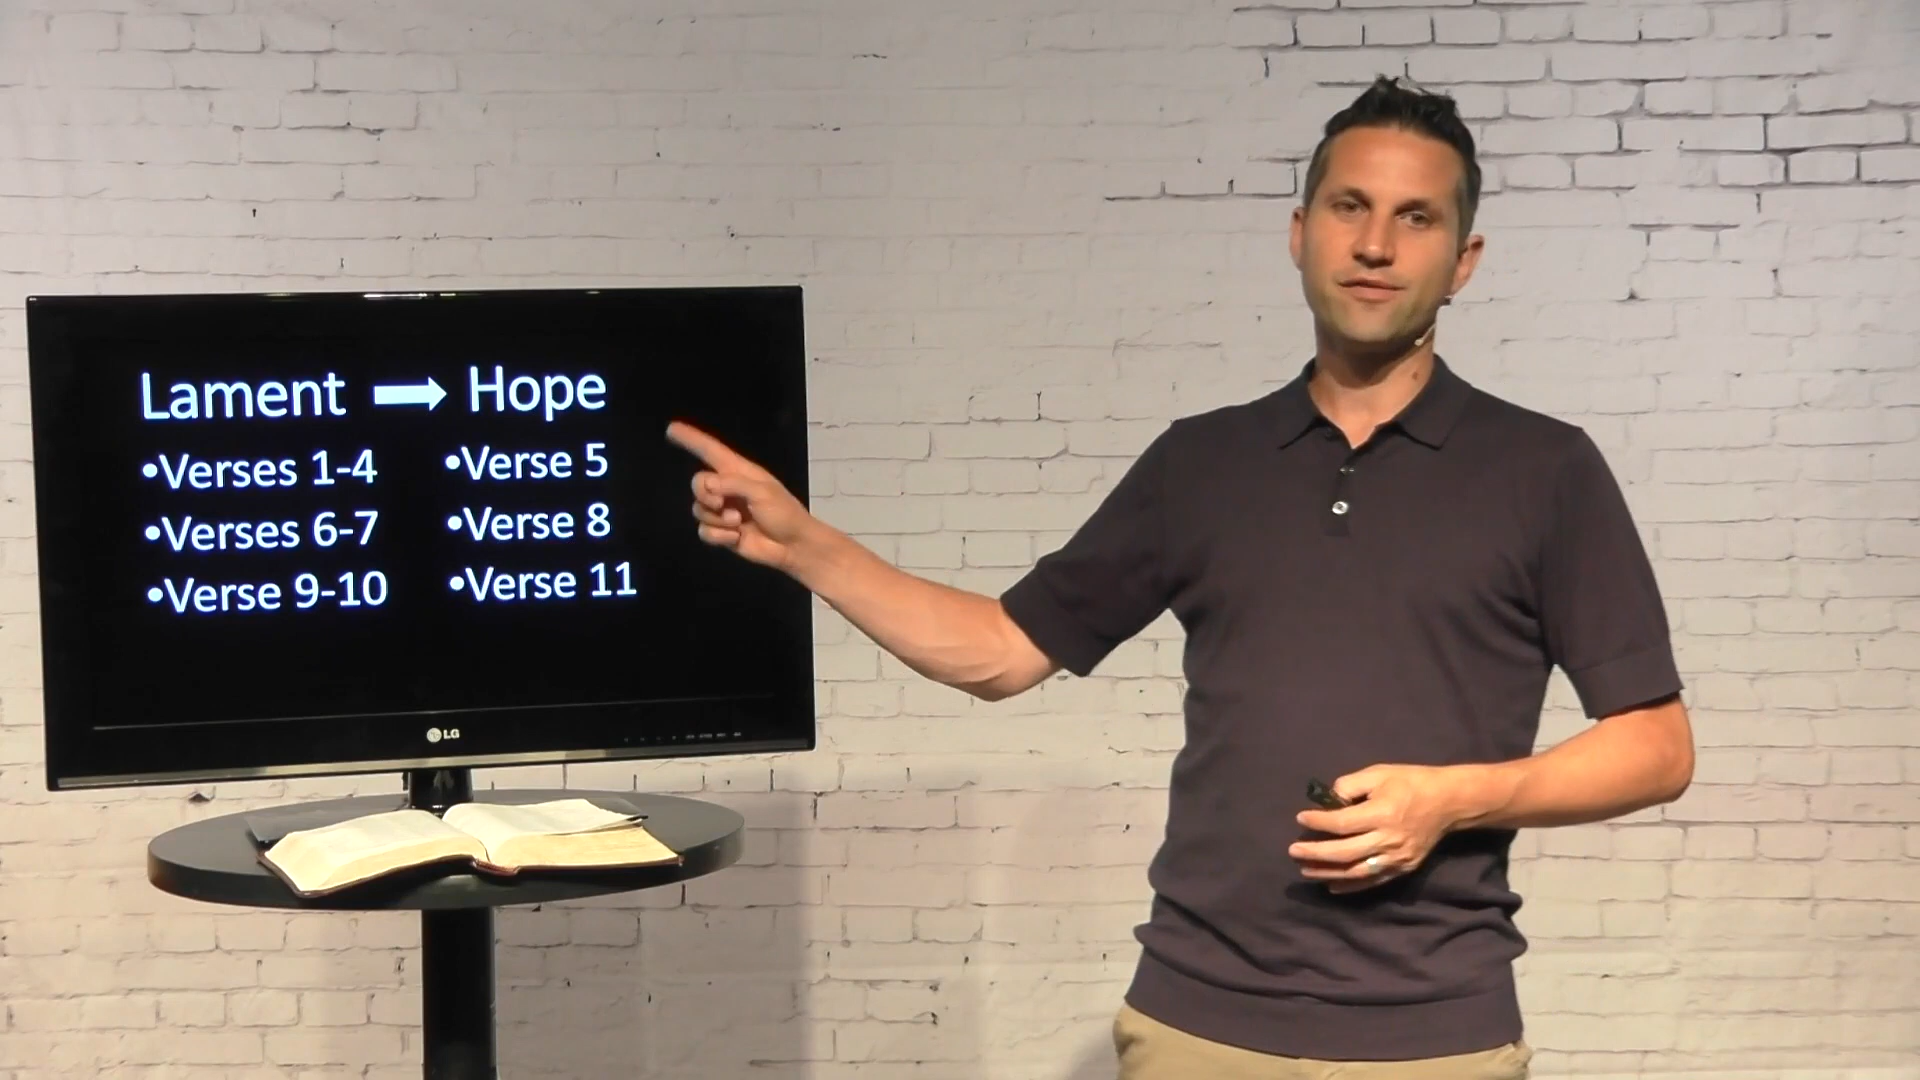 Lament ➡ Hope
•Verses 1-4 •Verse 5
•Verses 6-7 •Verse 8
•Verse 9-10 •Verse 11
LG